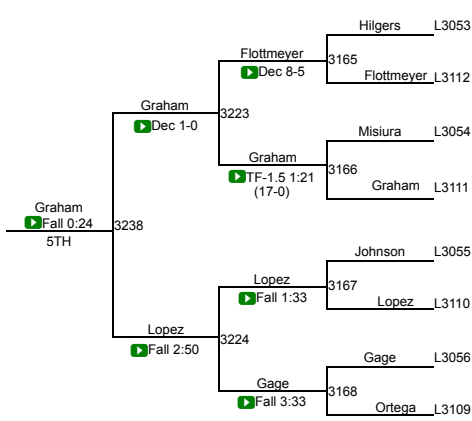 Hilgers L3053
Flottmeyer 3165
Dec 8-5 Flottmeyer L3112
Graham 3223
Dec 1-0 Misiura L3054
Graham 3166
TF-1.5 1:21 Graham L3111
(17-0)
Graham
Fall 0:24 3238
5TH
Johnson L3055
Lopez 3167
Fall 1:33 Lopez L3110
Lopez 3224
Fall 2:50
Gage L3056
Gage 3168
Fall 3:33 Ortega L3109